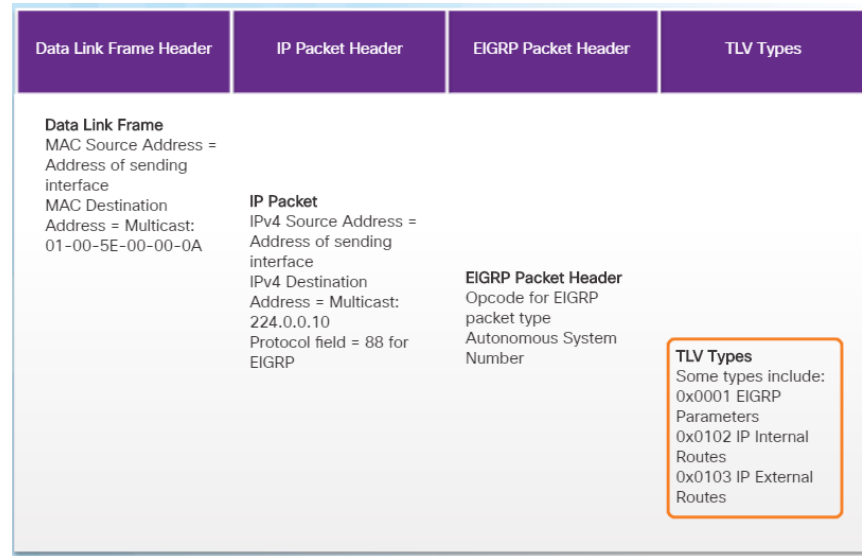 Data Link Frame Header
IP Packet Header
EIGRP Packet Header
TLV Types
Data Link Frame
MAC Source Address =
Address of sending
interface
MAC Destination
Address = Multicast:
01-00-5E-00-00-0A
IP Packet
IPv4 Source Address =
Address of sending
interface
IPv4 Destination
Address = Multicast:
224.0.0.10
Protocol field = 88 for
EIGRP
EIGRP Packet Header
Opcode for EIGRP
packet type
Autonomous System
Number
TLV Types
Some types include:
0x0001 EIGRP
Parameters
0x0102 IP Internal
Routes
0x0103 IP External
Routes